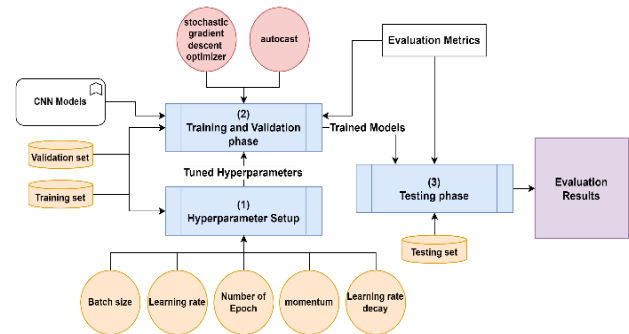 stochastic
gradient
descent
optimizer
autocast
Evaluation Metrics
CNN Models
(2)
Training and Validation
phase
Trained Models
Validation set
Training set
Tuned Hyperparameters
(1)
Hyperparameter Setup
(3)
Testing phase
Evaluation
Results
Testing set
Batch size
Learning rate
Number of
Epoch
momentum
Learning rate
decay